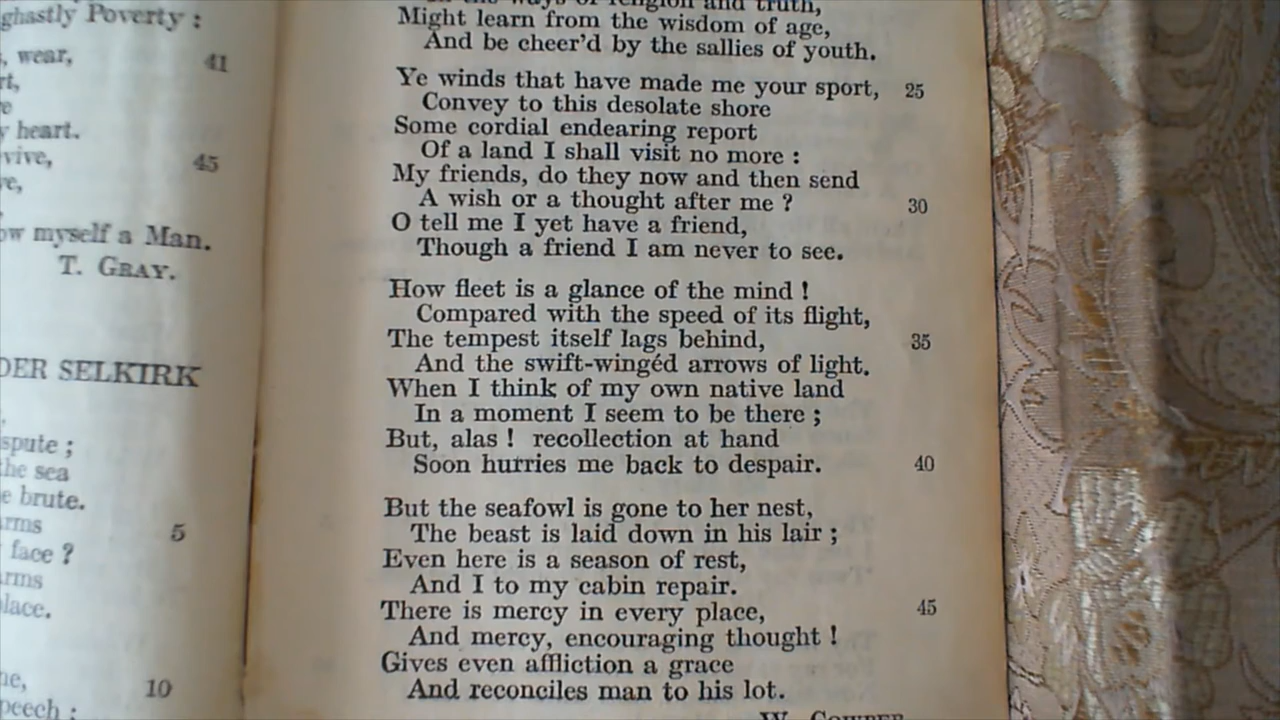 ghastly Poverty :
wear,
41
heart.
45
myself a Man.
T. GRAY.
SELKIRK
;
the sea
brute.
5
face ?
10
:
religion and truth,
Might learn from the wisdom of age,
And be cheer'd by the sallies of youth.
Ye winds that have made me your sport, 25
Convey to this desolate shore
Some cordial endearing report
Of a land I shall visit no more :
My friends, do they now and then send
A wish or a thought after me ? 30
O tell me I yet have a friend,
Though a friend I am never to see.
How fleet is a glance of the mind !
Compared with the speed of its flight,
The tempest itself lags behind, 35
And the swift-wingéd arrows of light.
When I think of my own native land
In a moment I seem to be there ;
But, alas ! recollection at hand
Soon hurries me back to despair. 40
But the seafowl is gone to her nest,
The beast is laid down in his lair ;
Even here is a season of rest,
And I to my cabin repair.
There is mercy in every place, 45
And mercy, encouraging thought !
Gives even affliction a grace
And reconciles man to his lot.
W. COWPER